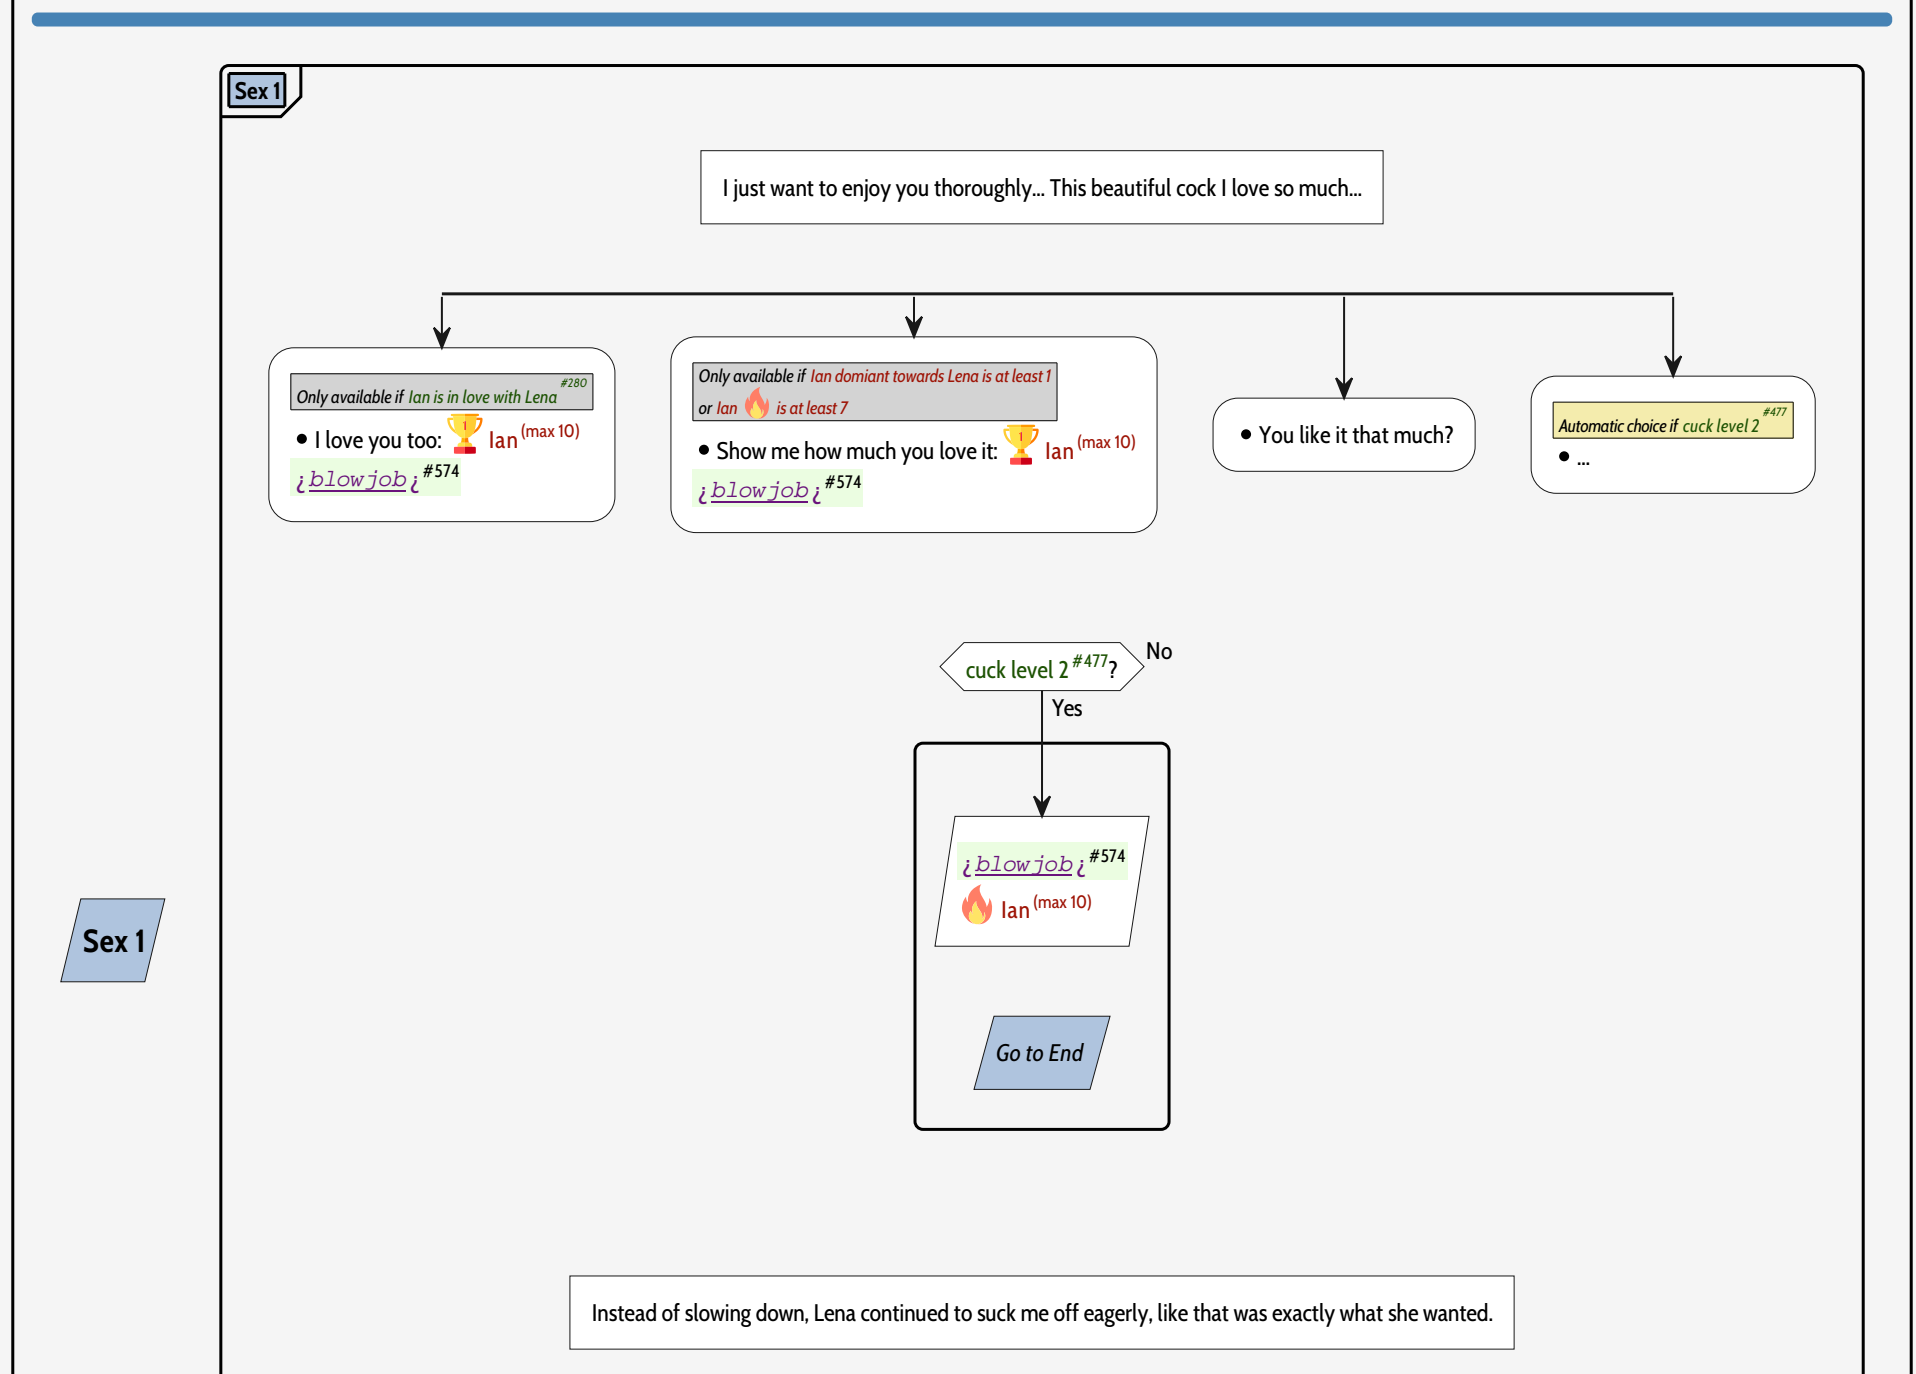 Sex 1
I just want to enjoy you thoroughly... This beautiful cock I love so much...
#280
Only available if Ian is in love with Lena
• I love you too: 1 Ian (max 10)
¿blowjob¿ #574
Only available if Ian domiant towards Lena is at least 1
or Ian is at least 7
• Show me how much you love it: 1 Ian (max 10)
¿blowjob¿ #574
• You like it that much?
#477
Automatic choice if cuck level 2
• ...
cuck level 2 #477?
No
Yes
¿blowjob¿ #574
Ian (max 10)
Sex 1
Go to End
Instead of slowing down, Lena continued to suck me off eagerly, like that was exactly what she wanted.